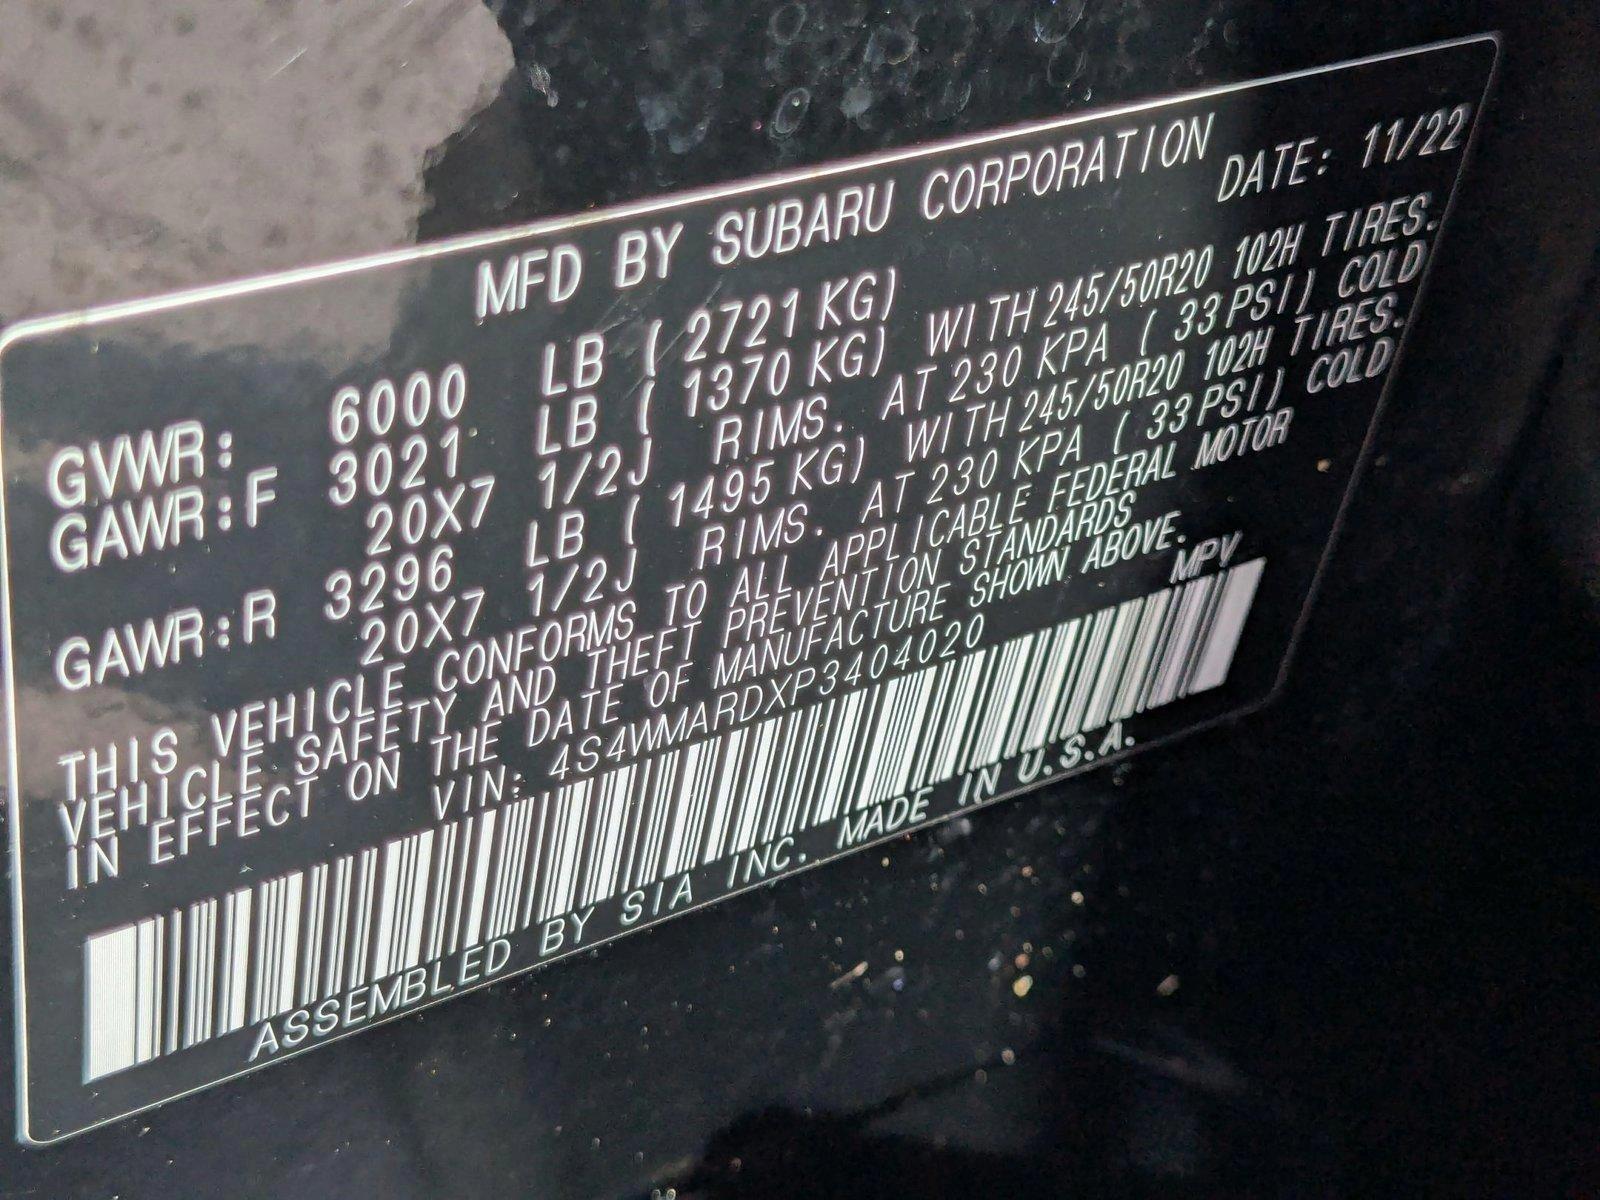 MFD BY SUBARU CORPORATION
DATE: 11/22
GVWR: 6000 LB ( 2721 KG)
GAWR:F 3021 LB ( 1370 KG) WITH 245/50R20 102H TIRES.
20X7 1/2J RIMS. AT 230 KPA ( 33 PSI) COLD
GAWR:R 3296 LB ( 1495 KG) WITH 245/50R20 102H TIRES.
20X7 1/2J RIMS. AT 230 KPA ( 33 PSI) COLD
THIS VEHICLE CONFORMS TO ALL APPLICABLE FEDERAL MOTOR
VEHICLE SAFETY AND THEFT PREVENTION STANDARDS
IN EFFECT ON THE DATE OF MANUFACTURE SHOWN ABOVE.
VIN: 4S4WMARDXP3404020 MPV
ASSEMBLED BY SIA INC. MADE IN U.S.A.